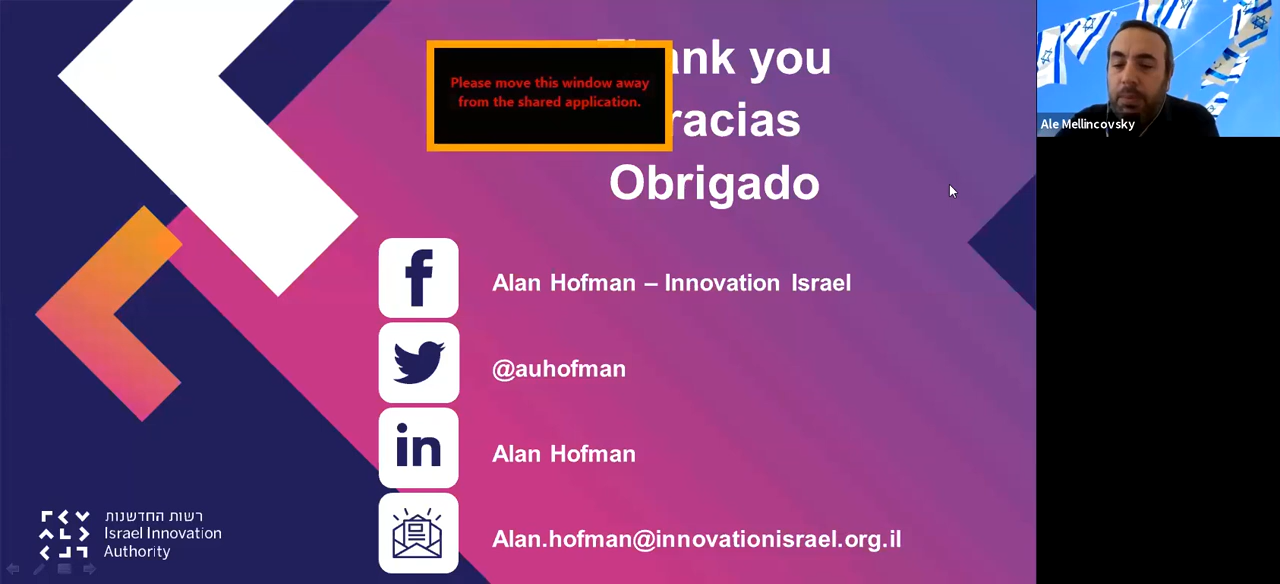 Please move this window away
from the shared application.
ank you
racias
Obrigado
Ale Mellincovsky
Alan Hofman – Innovation Israel
@auhofman
in
Alan Hofman
Alan.hofman@innovationisrael.org.il
רשות החדשנות
Israel Innovation
Authority